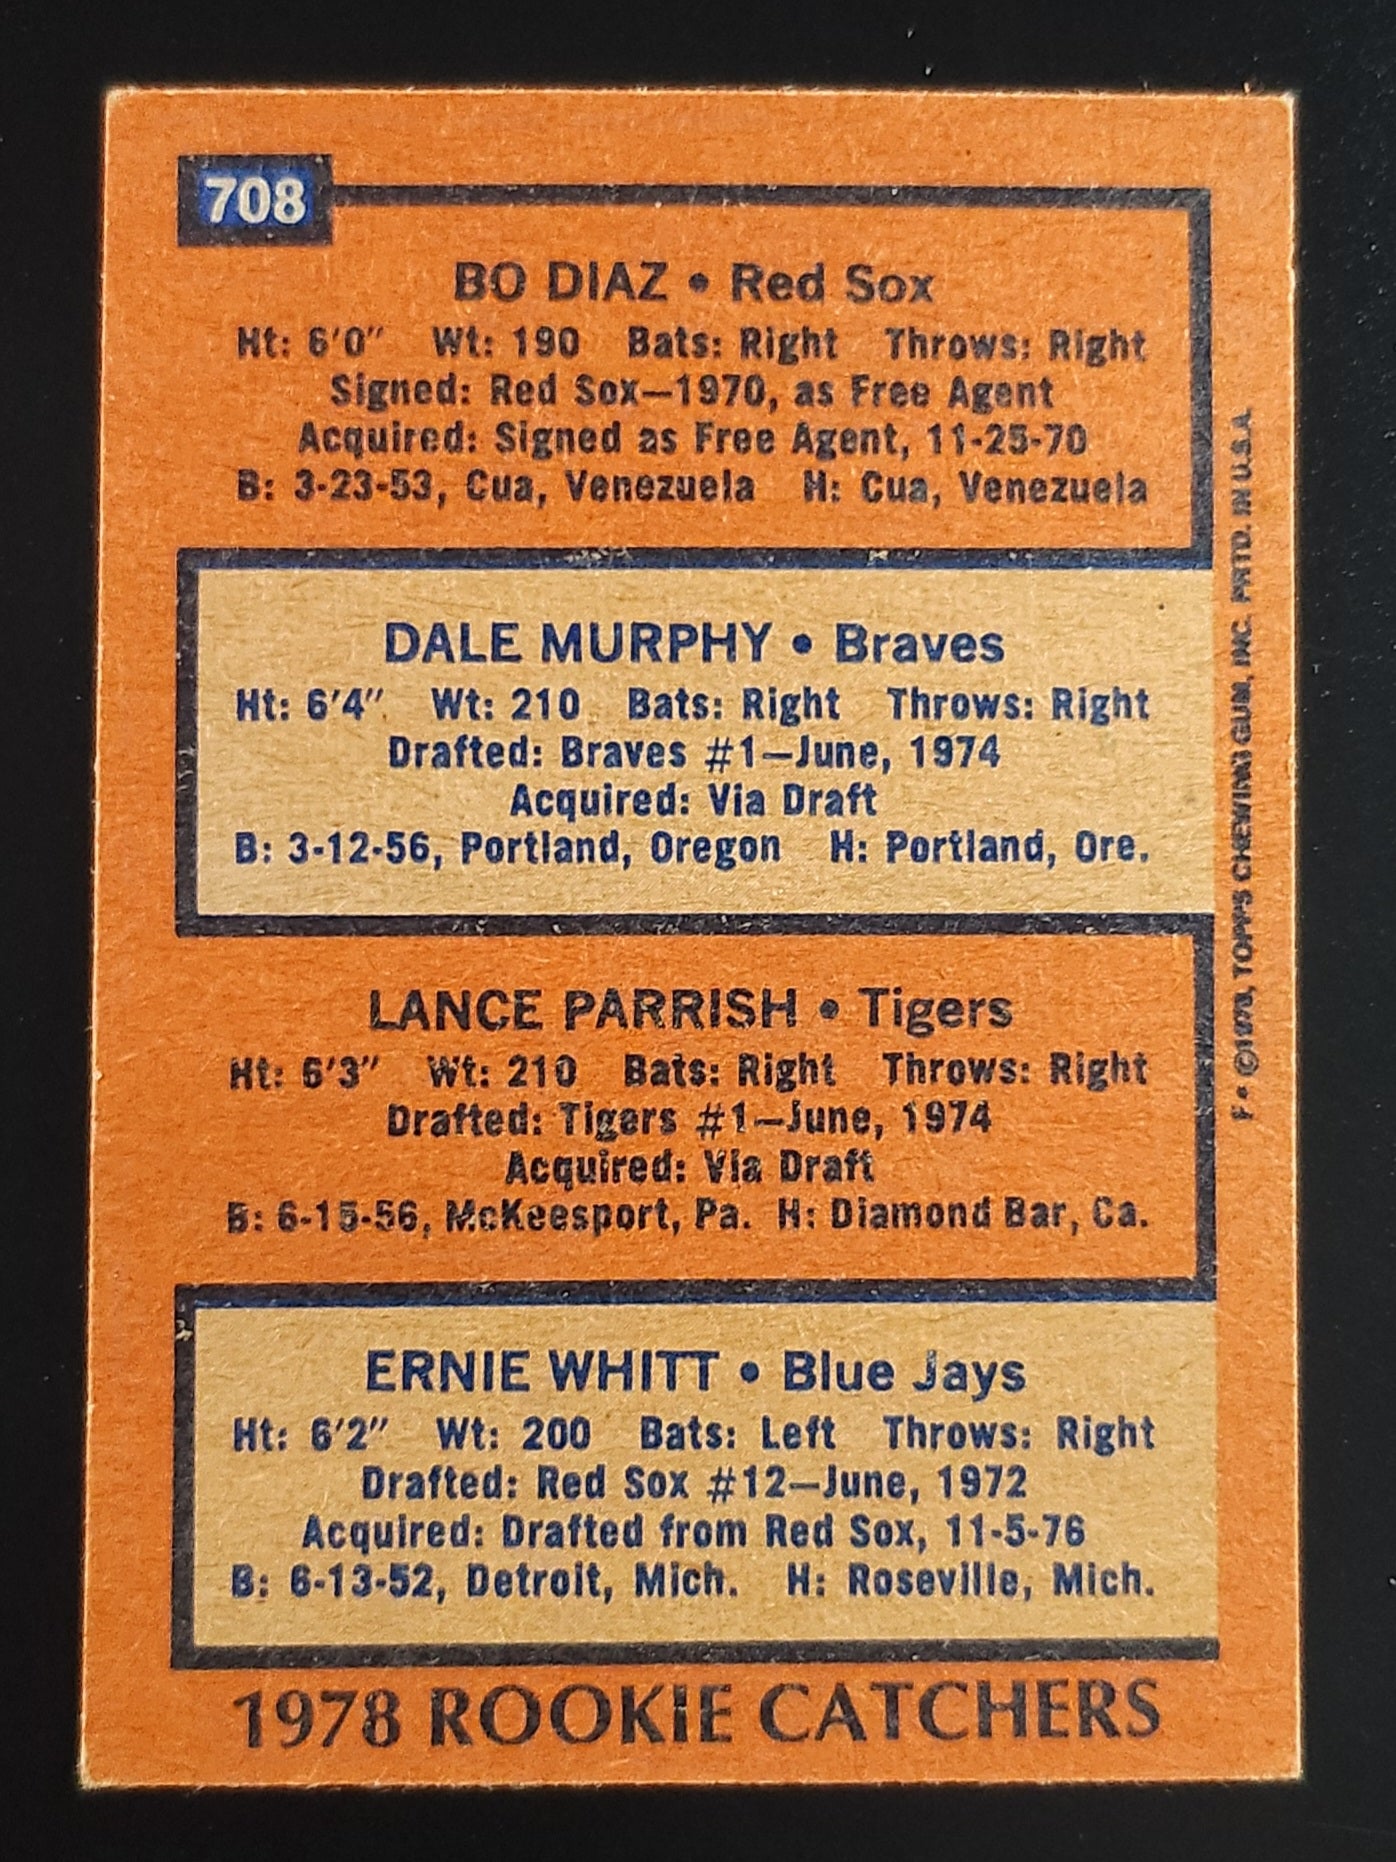 708
BO DIAZ • Red Sox
Ht: 6'0" Wt: 190 Bats: Right Throws: Right
Signed: Red Sox—1970, as Free Agent
Acquired: Signed as Free Agent, 11-25-70
B: 3-23-53, Cua, Venezuela H: Cua, Venezuela
DALE MURPHY • Braves
Ht: 6'4" Wt: 210 Bats: Right Throws: Right
Drafted: Braves #1—June, 1974
Acquired: Via Draft
B: 3-12-56, Portland, Oregon H: Portland, Ore.
LANCE PARRISH • Tigers
Ht: 6'3" Wt: 210 Bats: Right Throws: Right
Drafted: Tigers #1—June, 1974
Acquired: Via Draft
B: 6-15-56, McKeesport, Pa. H: Diamond Bar, Ca.
ERNIE WHITT • Blue Jays
Ht: 6'2" Wt: 200 Bats: Left Throws: Right
Drafted: Red Sox #12—June, 1972
Acquired: Drafted from Red Sox, 11-5-76
B: 6-13-52, Detroit, Mich. H: Roseville, Mich.
1978 ROOKIE CATCHERS
F • ©1978, TOPPS CHEWING GUM, INC. PRTD. IN U.S.A.